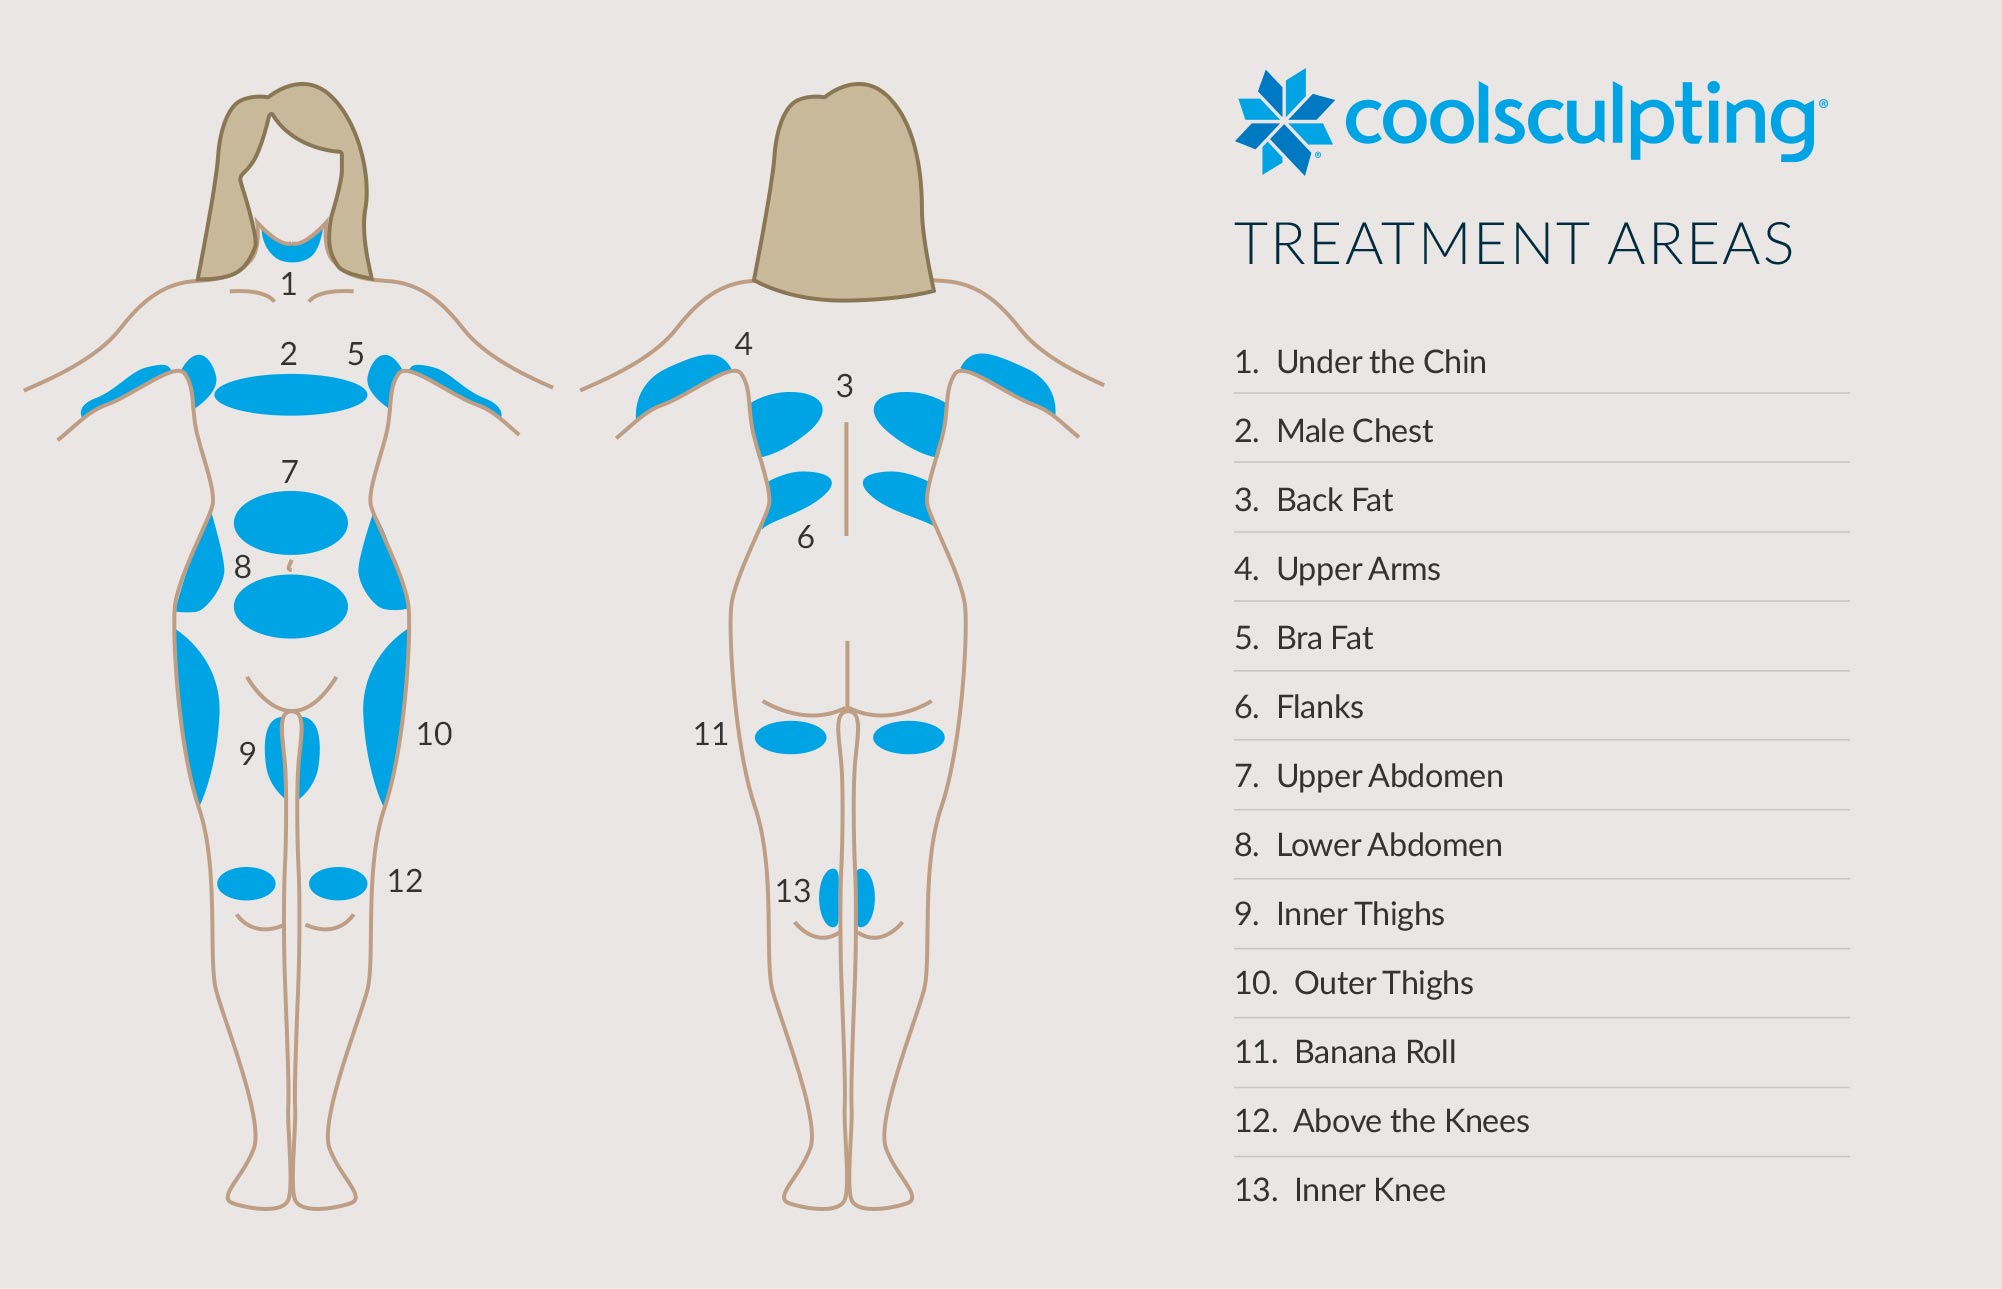 1
2
5
7
8
9
10
12
4
3
6
11
13
coolsculpting®
®
TREATMENT AREAS
1. Under the Chin
2. Male Chest
3. Back Fat
4. Upper Arms
5. Bra Fat
6. Flanks
7. Upper Abdomen
8. Lower Abdomen
9. Inner Thighs
10. Outer Thighs
11. Banana Roll
12. Above the Knees
13. Inner Knee